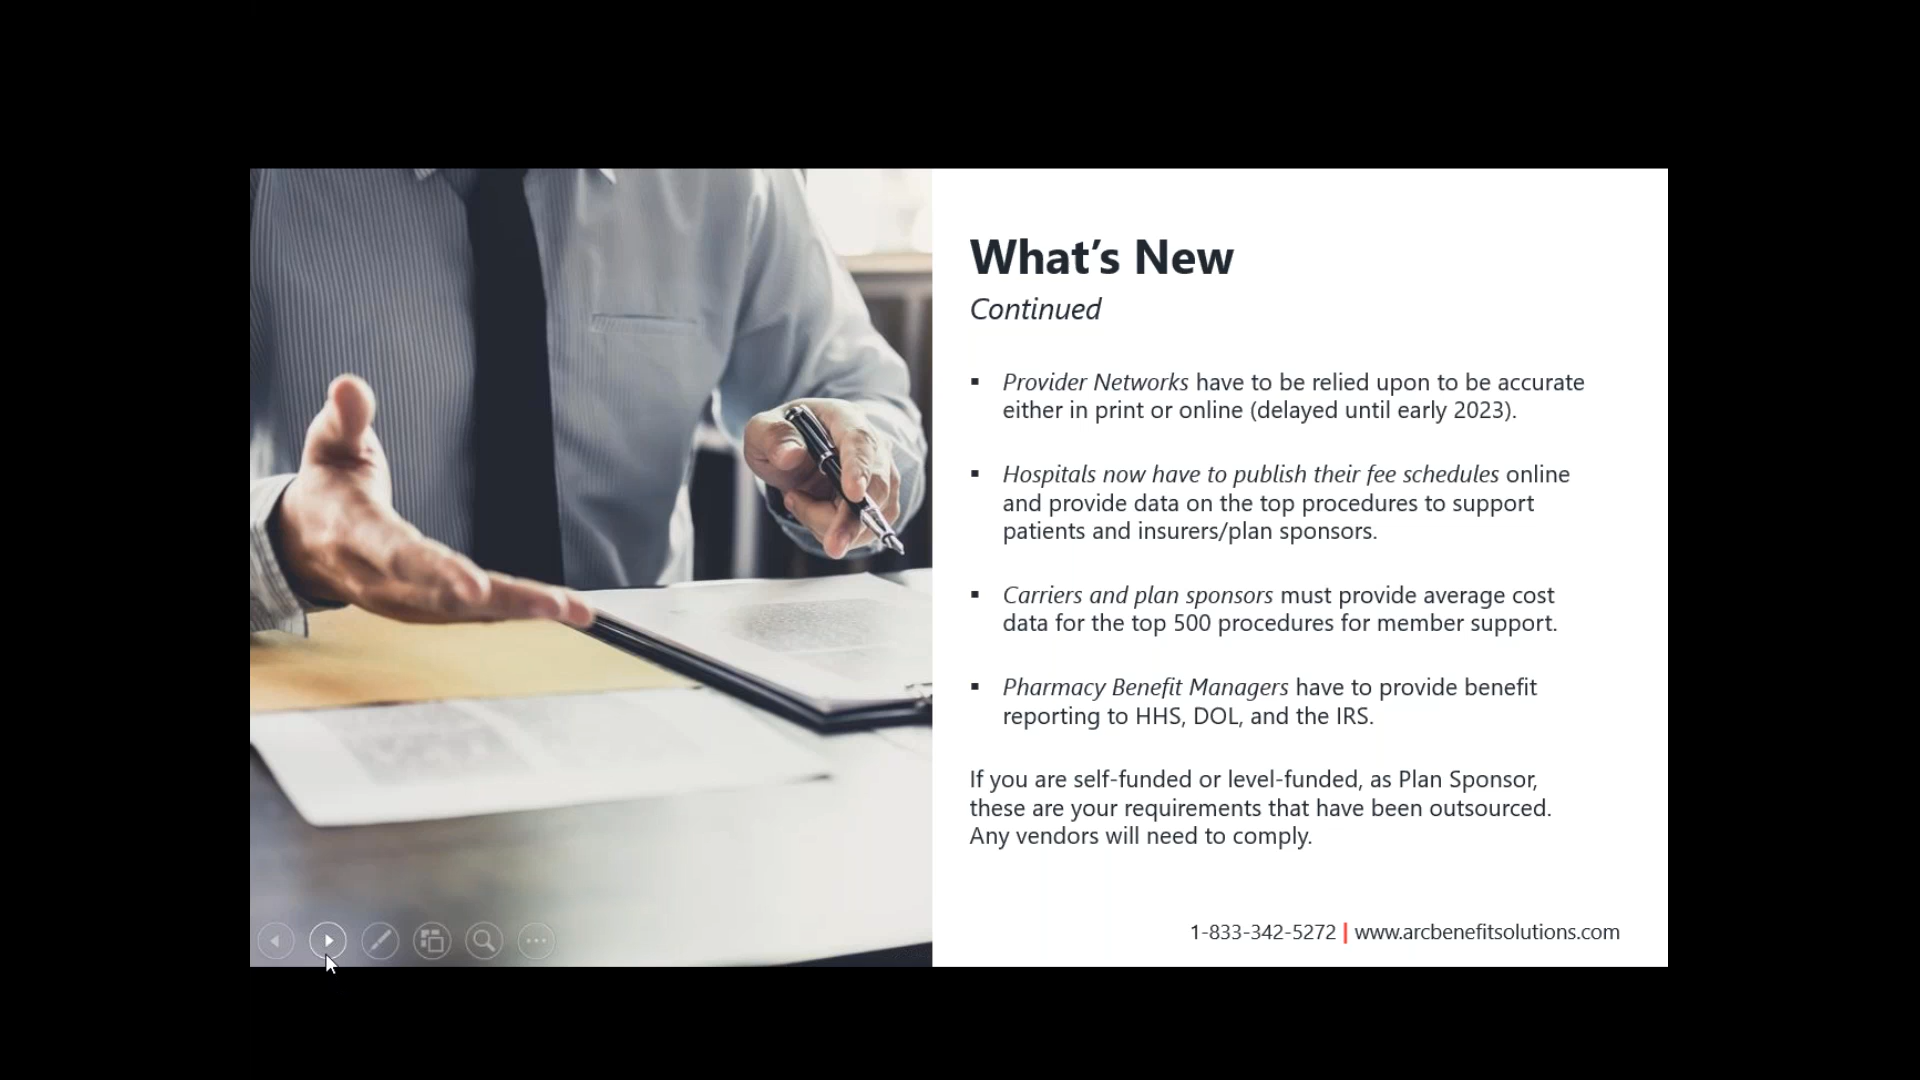 What’s New
Continued
▪ Provider Networks have to be relied upon to be accurate
either in print or online (delayed until early 2023).
▪ Hospitals now have to publish their fee schedules online
and provide data on the top procedures to support
patients and insurers/plan sponsors.
▪ Carriers and plan sponsors must provide average cost
data for the top 500 procedures for member support.
▪ Pharmacy Benefit Managers have to provide benefit
reporting to HHS, DOL, and the IRS.
If you are self-funded or level-funded, as Plan Sponsor,
these are your requirements that have been outsourced.
Any vendors will need to comply.
1-833-342-5272 | www.arcbenefitsolutions.com